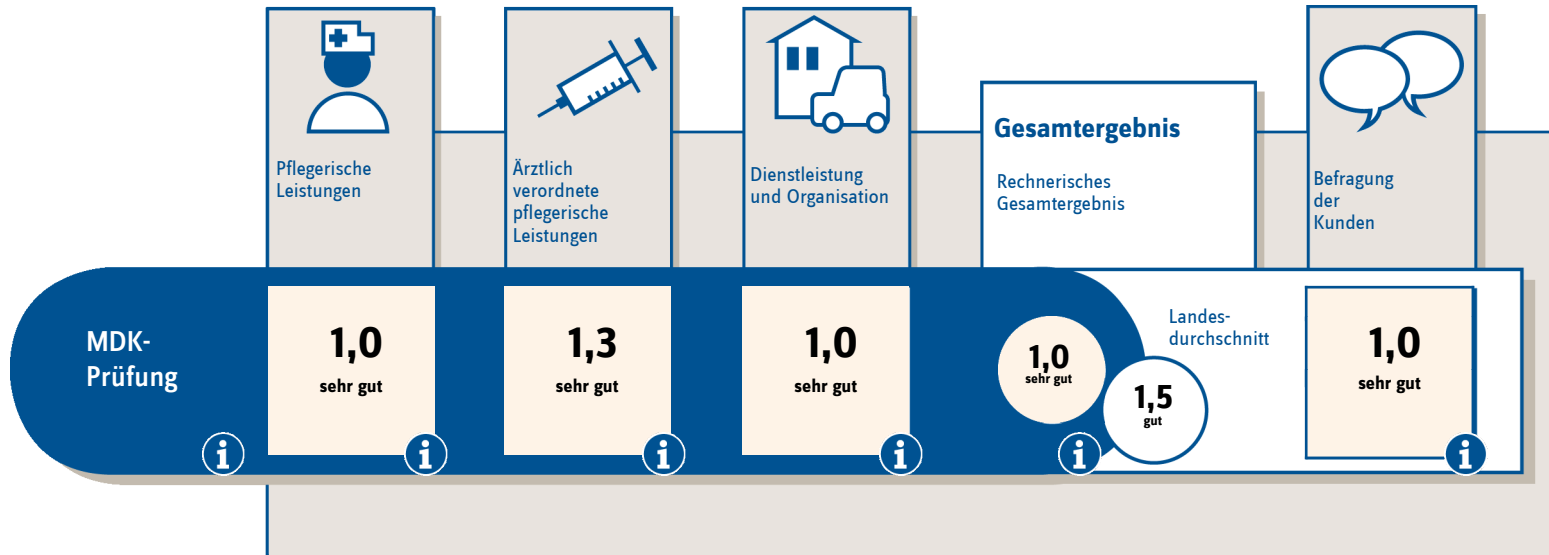 Pflegerische
Leistungen
Ärztlich
verordnete
pflegerische
Leistungen
Dienstleistung
und Organisation
Gesamtergebnis
Rechnerisches
Gesamtergebnis
Befragung
der
Kunden
MDK-
Prüfung
1,0
sehr gut
1,3
sehr gut
1,0
sehr gut
1,0
sehr gut
Landes-
durchschnitt
1,5
gut
1,0
sehr gut
i
i
i
i
i
i